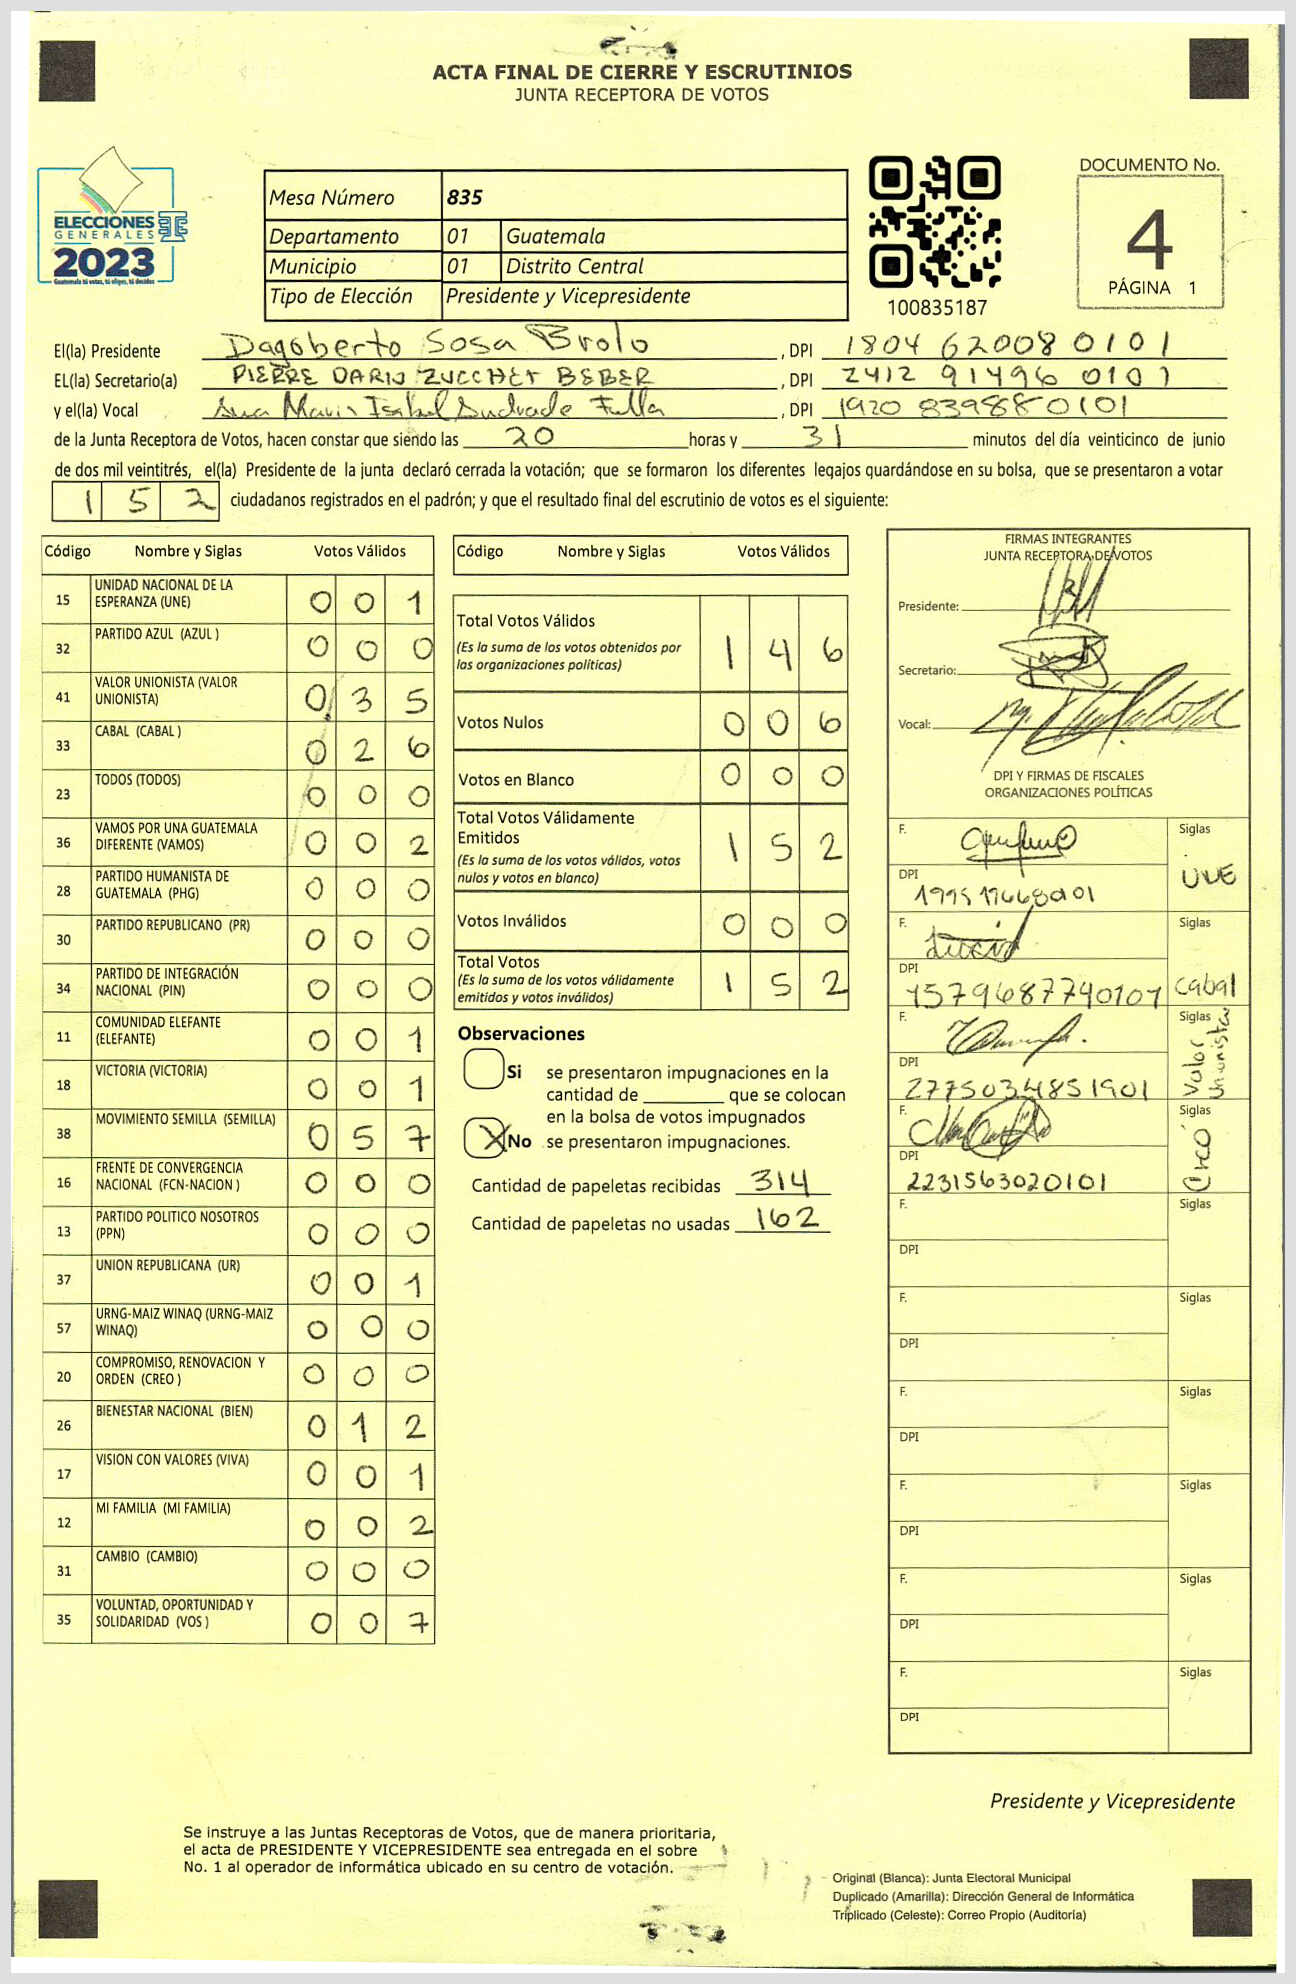 ACTA FINAL DE CIERRE Y ESCRUTINIOS
JUNTA RECEPTORA DE VOTOS
ELECCIONES
GENERALES
2023
Guatemala tú votas, tú eliges, tú decides
Mesa Número 835
Departamento 01 Guatemala
Municipio 01 Distrito Central
Tipo de Elección Presidente y Vicepresidente
100835187
DOCUMENTO No.
4
PÁGINA 1
El(la) Presidente Dagoberto Sosa Brolo , DPI 1804 62008 0101
EL(la) Secretario(a) PIERRE DARIO ZUCCHET BEBER , DPI 2412 91496 0101
y el(la) Vocal Ana Maria Isabel Andrade Fulla , DPI 1920 83988 0101
de la Junta Receptora de Votos, hacen constar que siendo las 20 horas y 31 minutos del día veinticinco de junio
de dos mil veintitrés, el(la) Presidente de la junta declaró cerrada la votación; que se formaron los diferentes legajos guardándose en su bolsa, que se presentaron a votar
152 ciudadanos registrados en el padrón; y que el resultado final del escrutinio de votos es el siguiente:
Código Nombre y Siglas Votos Válidos
15 UNIDAD NACIONAL DE LA ESPERANZA (UNE) 0 0 1
32 PARTIDO AZUL (AZUL ) 0 0 0
41 VALOR UNIONISTA (VALOR UNIONISTA) 0 3 5
33 CABAL (CABAL ) 0 2 6
23 TODOS (TODOS) 0 0 0
36 VAMOS POR UNA GUATEMALA DIFERENTE (VAMOS) 0 0 2
28 PARTIDO HUMANISTA DE GUATEMALA (PHG) 0 0 0
30 PARTIDO REPUBLICANO (PR) 0 0 0
34 PARTIDO DE INTEGRACIÓN NACIONAL (PIN) 0 0 0
11 COMUNIDAD ELEFANTE (ELEFANTE) 0 0 1
18 VICTORIA (VICTORIA) 0 0 1
38 MOVIMIENTO SEMILLA (SEMILLA) 0 5 7
16 FRENTE DE CONVERGENCIA NACIONAL (FCN-NACION ) 0 0 0
13 PARTIDO POLITICO NOSOTROS (PPN) 0 0 0
37 UNION REPUBLICANA (UR) 0 0 1
57 URNG-MAIZ WINAQ (URNG-MAIZ WINAQ) 0 0 0
20 COMPROMISO, RENOVACION Y ORDEN (CREO ) 0 0 0
26 BIENESTAR NACIONAL (BIEN) 0 1 2
17 VISION CON VALORES (VIVA) 0 0 1
12 MI FAMILIA (MI FAMILIA) 0 0 2
31 CAMBIO (CAMBIO) 0 0 0
35 VOLUNTAD, OPORTUNIDAD Y SOLIDARIDAD (VOS ) 0 0 7
Código Nombre y Siglas Votos Válidos
Total Votos Válidos 1 4 6
(Es la suma de los votos obtenidos por
las organizaciones políticas)
Votos Nulos 0 0 6
Votos en Blanco 0 0 0
Total Votos Válidamente
Emitidos 1 5 2
(Es la suma de los votos válidos, votos
nulos y votos en blanco)
Votos Inválidos 0 0 0
Total Votos 1 5 2
(Es la suma de los votos válidamente
emitidos y votos inválidos)
Observaciones
Si se presentaron impugnaciones en la
cantidad de ________ que se colocan
en la bolsa de votos impugnados
X No se presentaron impugnaciones.
Cantidad de papeletas recibidas 314
Cantidad de papeletas no usadas 162
FIRMAS INTEGRANTES
JUNTA RECEPTORA DE VOTOS
Presidente:
Secretario:
Vocal:
DPI Y FIRMAS DE FISCALES
ORGANIZACIONES POLÍTICAS
F. Siglas UNE
DPI
F. Siglas Cabal
DPI 1579687740101
F. Siglas Valor Unionista
DPI 2775034851901
F. Siglas Creó
DPI 2231563020101
F. Siglas
DPI
F. Siglas
DPI
F. Siglas
DPI
F. Siglas
DPI
F. Siglas
DPI
F. Siglas
DPI
Presidente y Vicepresidente
Se instruye a las Juntas Receptoras de Votos, que de manera prioritaria,
el acta de PRESIDENTE Y VICEPRESIDENTE sea entregada en el sobre
No. 1 al operador de informática ubicado en su centro de votación.
Original (Blanca): Junta Electoral Municipal
Duplicado (Amarilla): Dirección General de Informática
Triplicado (Celeste): Correo Propio (Auditoría)